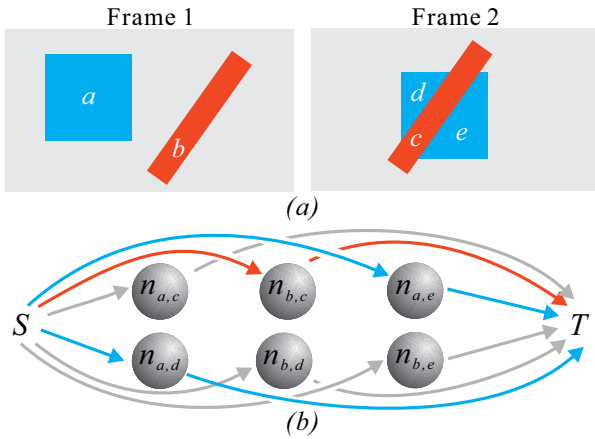 Frame 1 Frame 2
a b d c e
(a)
n_{a,c} n_{b,c} n_{a,e}
S T
n_{a,d} n_{b,d} n_{b,e}
(b)